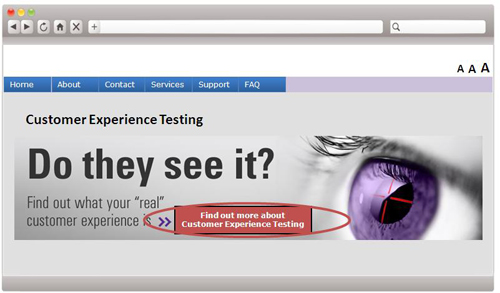 A A A
Home About Contact Services Support FAQ
Customer Experience Testing
Do they see it?
Find out what your “real”
customer experience is
Find out more about
Customer Experience Testing